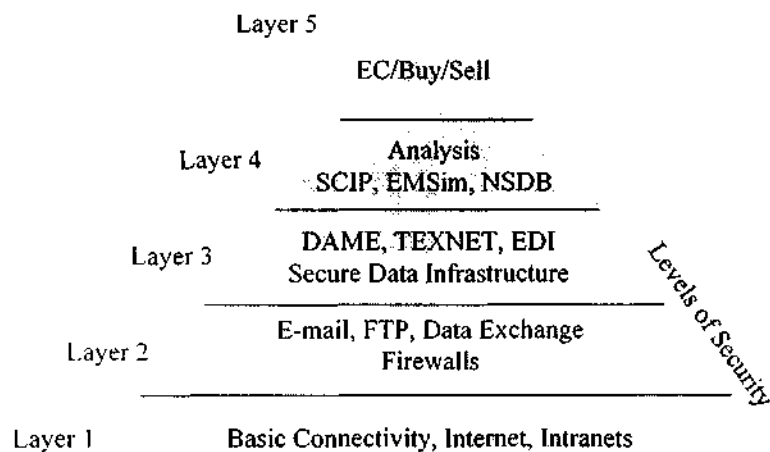 Layer 5
EC/Buy/Sell
Layer 4
Analysis
SCIP, EMSim, NSDB
Layer 3
DAME, TEXNET, EDI
Secure Data Infrastructure
Levels of Security
Layer 2
E-mail, FTP, Data Exchange
Firewalls
Layer 1
Basic Connectivity, Internet, Intranets